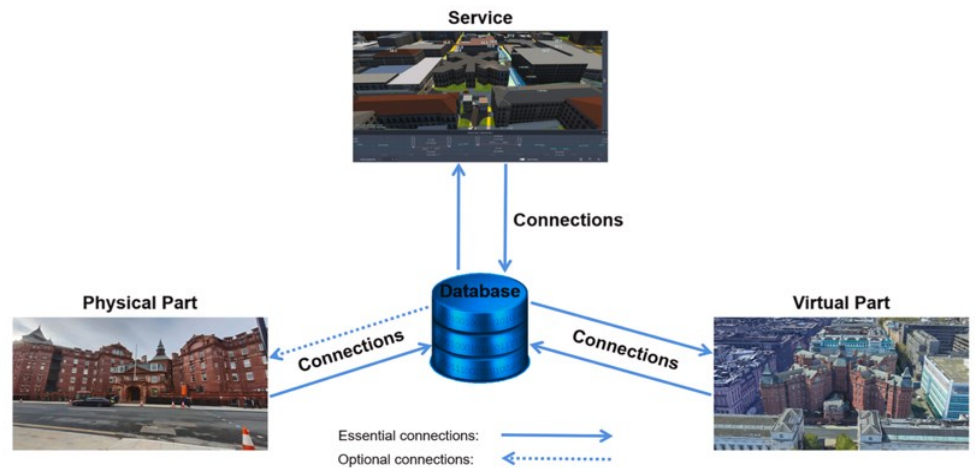 Service
Connections
Database
Physical Part
Virtual Part
Connections
Connections
Essential connections:
Optional connections: